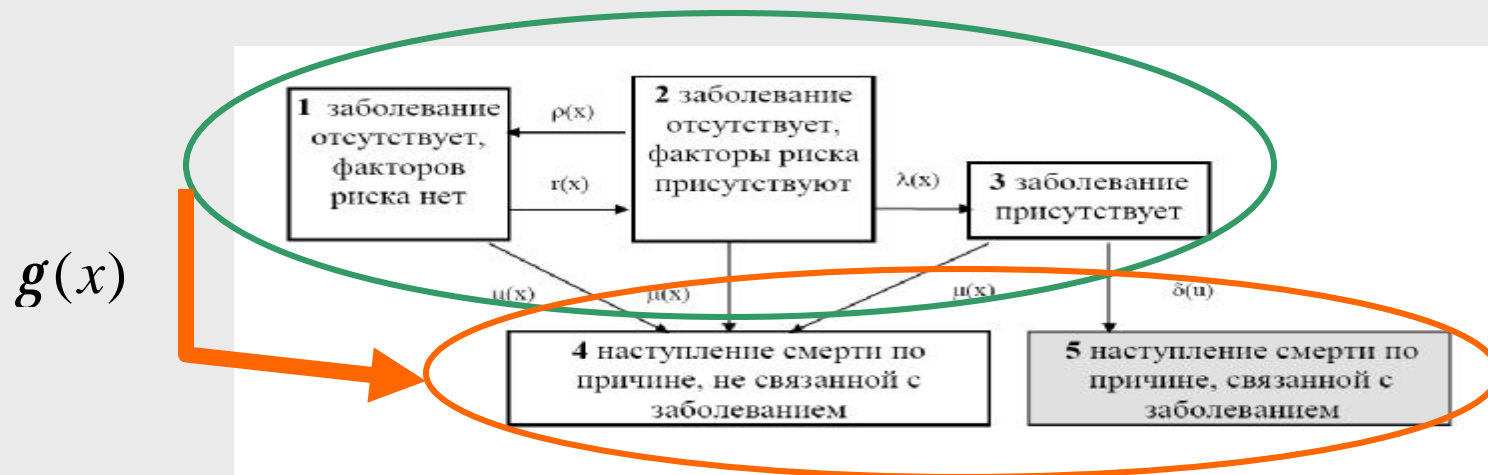 1 заболевание
отсутствует,
факторов
риска нет
ρ(x)
r(x)
2 заболевание
отсутствует,
факторы риска
присутствуют
λ(x)
3 заболевание
присутствует
g(x)
μ(x)
μ(x)
μ(x)
δ(u)
4 наступление смерти по
причине, не связанной с
заболеванием
5 наступление смерти по
причине, связанной с
заболеванием